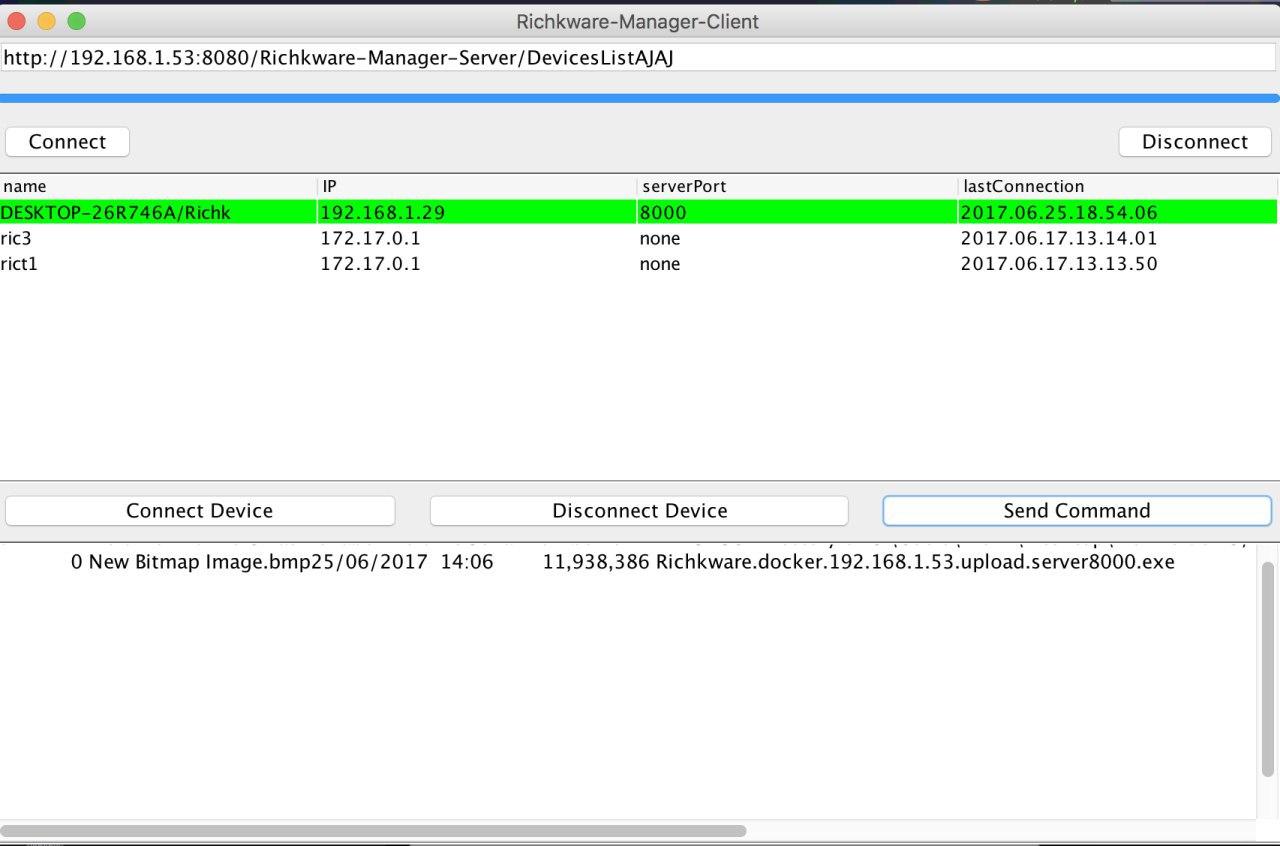 Richkware-Manager-Client
http://192.168.1.53:8080/Richkware-Manager-Server/DevicesListAJAJ
Connect Disconnect
name IP serverPort lastConnection
DESKTOP-26R746A/Richk 192.168.1.29 8000 2017.06.25.18.54.06
ric3 172.17.0.1 none 2017.06.17.13.14.01
rict1 172.17.0.1 none 2017.06.17.13.13.50
Connect Device Disconnect Device Send Command
0 New Bitmap Image.bmp25/06/2017 14:06 11,938,386 Richkware.docker.192.168.1.53.upload.server8000.exe